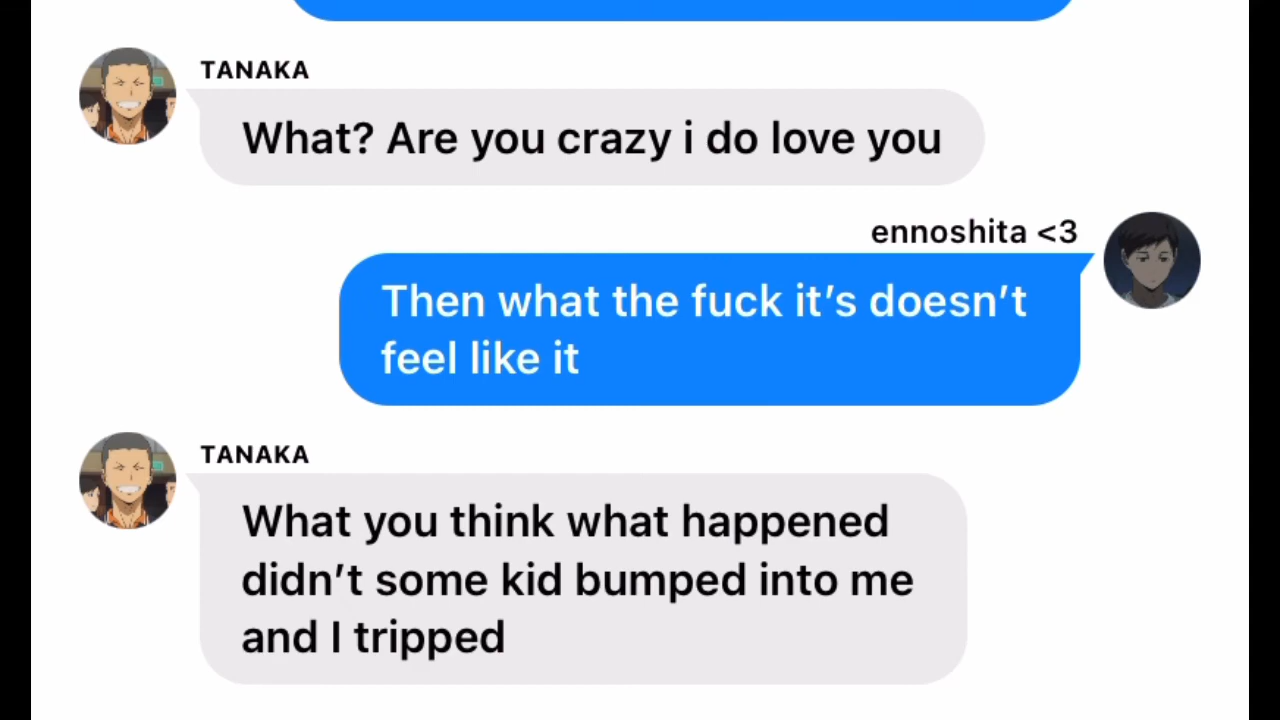 TANAKA
What? Are you crazy i do love you
ennoshita <3
Then what the fuck it’s doesn’t
feel like it
TANAKA
What you think what happened
didn’t some kid bumped into me
and I tripped